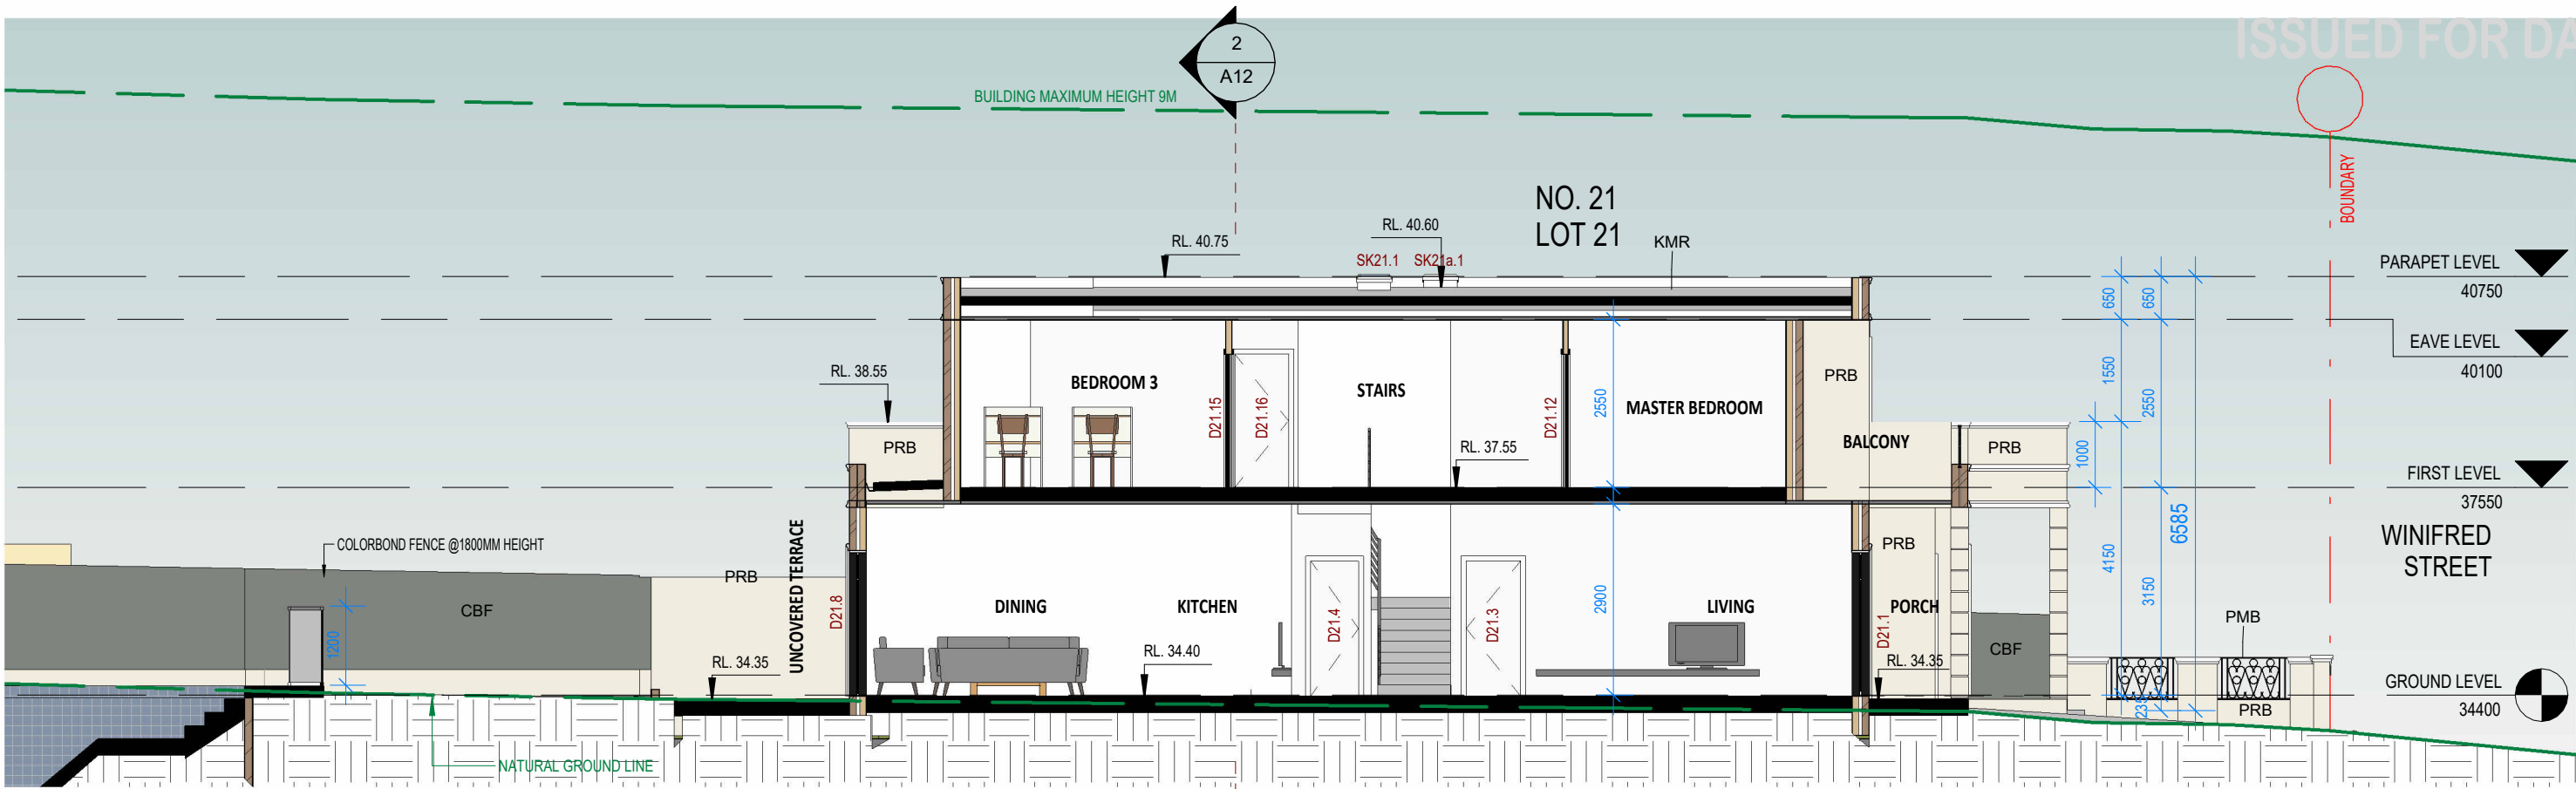 ISSUED FOR DA
2
A12
BUILDING MAXIMUM HEIGHT 9M
BOUNDARY
NO. 21
LOT 21
RL. 40.75
RL. 40.60
KMR
SK21.1
SK21a.1
PARAPET LEVEL
40750
650
650
EAVE LEVEL
40100
RL. 38.55
BEDROOM 3
D21.15
D21.16
STAIRS
D21.12
2550
MASTER BEDROOM
PRB
1550
2550
PRB
RL. 37.55
BALCONY
PRB
1000
FIRST LEVEL
37550
6585
WINIFRED
STREET
COLORBOND FENCE @1800MM HEIGHT
CBF
1200
PRB
UNCOVERED TERRACE
D21.8
DINING
KITCHEN
D21.4
D21.3
2900
LIVING
PRB
PORCH
D21.1
CBF
4150
3150
PMB
RL. 34.35
RL. 34.40
RL. 34.35
235
PRB
GROUND LEVEL
34400
NATURAL GROUND LINE